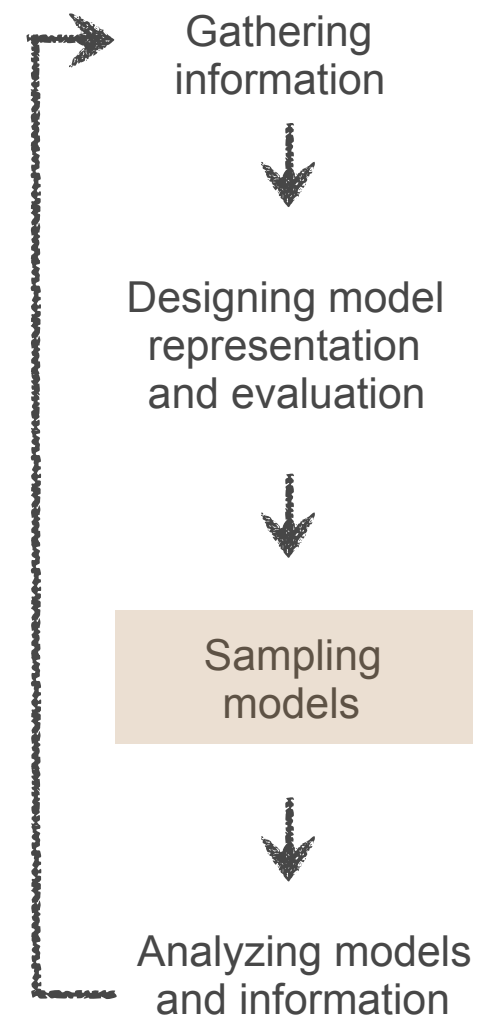 Gathering
information
Designing model
representation
and evaluation
Sampling
models
Analyzing models
and information